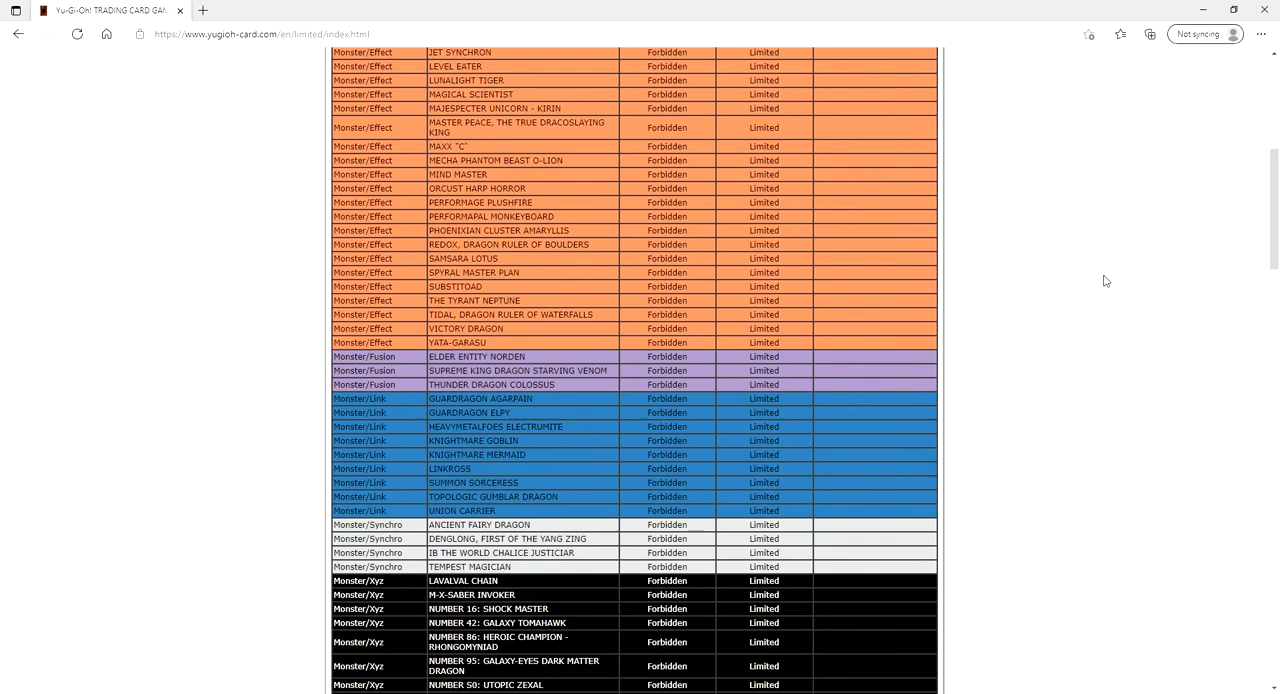 Yu-Gi-Oh! TRADING CARD GAN
https://www.yugioh-card.com/en/limited/index.html
Not syncing
Monster/Effect JET SYNCHRON Forbidden Limited
Monster/Effect LEVEL EATER Forbidden Limited
Monster/Effect LUNALIGHT TIGER Forbidden Limited
Monster/Effect MAGICAL SCIENTIST Forbidden Limited
Monster/Effect MAJESPECTER UNICORN - KIRIN Forbidden Limited
Monster/Effect MASTER PEACE, THE TRUE DRACOSLAYING Forbidden Limited
KING
Monster/Effect MAXX "C" Forbidden Limited
Monster/Effect MECHA PHANTOM BEAST O-LION Forbidden Limited
Monster/Effect MIND MASTER Forbidden Limited
Monster/Effect ORCUST HARP HORROR Forbidden Limited
Monster/Effect PERFORMAGE PLUSHFIRE Forbidden Limited
Monster/Effect PERFORMAPAL MONKEYBOARD Forbidden Limited
Monster/Effect PHOENIXIAN CLUSTER AMARYLLIS Forbidden Limited
Monster/Effect REDOX, DRAGON RULER OF BOULDERS Forbidden Limited
Monster/Effect SAMSARA LOTUS Forbidden Limited
Monster/Effect SPYRAL MASTER PLAN Forbidden Limited
Monster/Effect SUBSTITOAD Forbidden Limited
Monster/Effect THE TYRANT NEPTUNE Forbidden Limited
Monster/Effect TIDAL, DRAGON RULER OF WATERFALLS Forbidden Limited
Monster/Effect VICTORY DRAGON Forbidden Limited
Monster/Effect YATA-GARASU Forbidden Limited
Monster/Fusion ELDER ENTITY NORDEN Forbidden Limited
Monster/Fusion SUPREME KING DRAGON STARVING VENOM Forbidden Limited
Monster/Fusion THUNDER DRAGON COLOSSUS Forbidden Limited
Monster/Link GUARDRAGON AGARPAIN Forbidden Limited
Monster/Link GUARDRAGON ELPY Forbidden Limited
Monster/Link HEAVYMETALFOES ELECTRUMITE Forbidden Limited
Monster/Link KNIGHTMARE GOBLIN Forbidden Limited
Monster/Link KNIGHTMARE MERMAID Forbidden Limited
Monster/Link LINKROSS Forbidden Limited
Monster/Link SUMMON SORCERESS Forbidden Limited
Monster/Link TOPOLOGIC GUMBLAR DRAGON Forbidden Limited
Monster/Link UNION CARRIER Forbidden Limited
Monster/Synchro ANCIENT FAIRY DRAGON Forbidden Limited
Monster/Synchro DENGLONG, FIRST OF THE YANG ZING Forbidden Limited
Monster/Synchro IB THE WORLD CHALICE JUSTICIAR Forbidden Limited
Monster/Synchro TEMPEST MAGICIAN Forbidden Limited
Monster/Xyz LAVALVAL CHAIN Forbidden Limited
Monster/Xyz M-X-SABER INVOKER Forbidden Limited
Monster/Xyz NUMBER 16: SHOCK MASTER Forbidden Limited
Monster/Xyz NUMBER 42: GALAXY TOMAHAWK Forbidden Limited
Monster/Xyz NUMBER 86: HEROIC CHAMPION - Forbidden Limited
RHONGOMYNIAD
Monster/Xyz NUMBER 95: GALAXY-EYES DARK MATTER Forbidden Limited
DRAGON
Monster/Xyz NUMBER S0: UTOPIC ZEXAL Forbidden Limited